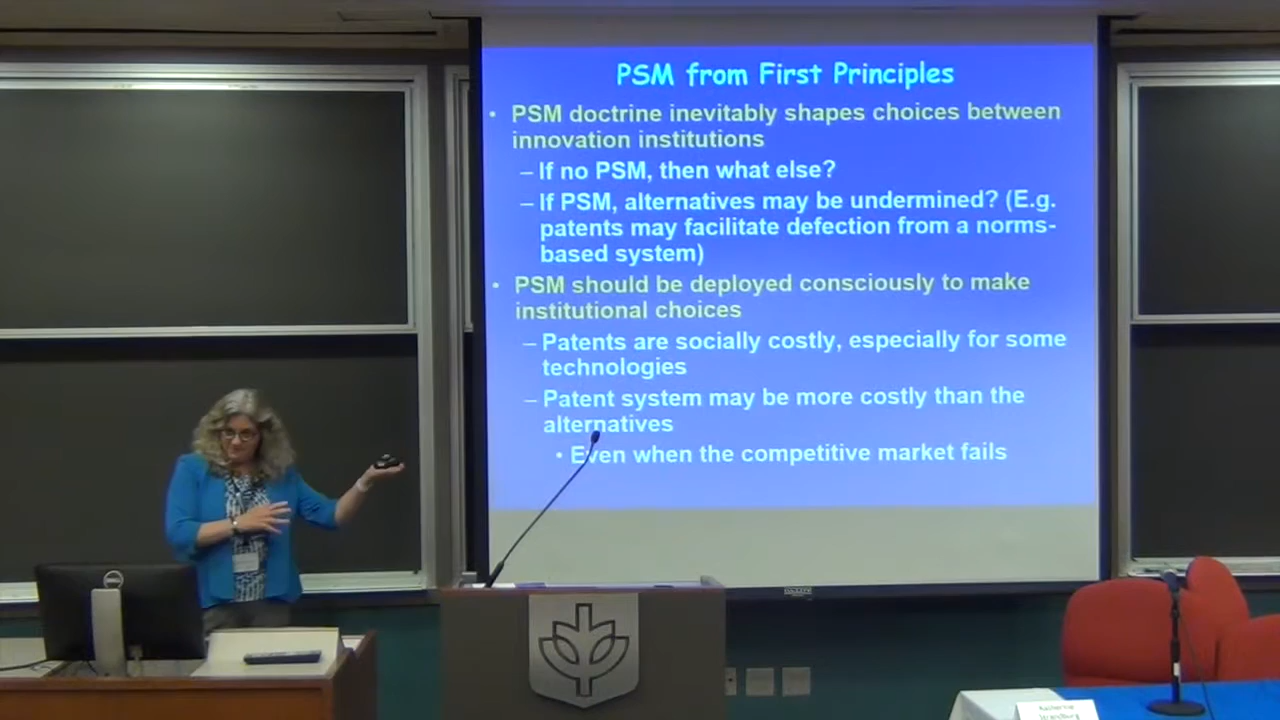 PSM from First Principles
• PSM doctrine inevitably shapes choices between
innovation institutions
– If no PSM, then what else?
– If PSM, alternatives may be undermined? (E.g.
patents may facilitate defection from a norms-
based system)
• PSM should be deployed consciously to make
institutional choices
– Patents are socially costly, especially for some
technologies
– Patent system may be more costly than the
alternatives
• Even when the competitive market fails
DELL
Katherine
Strandburg